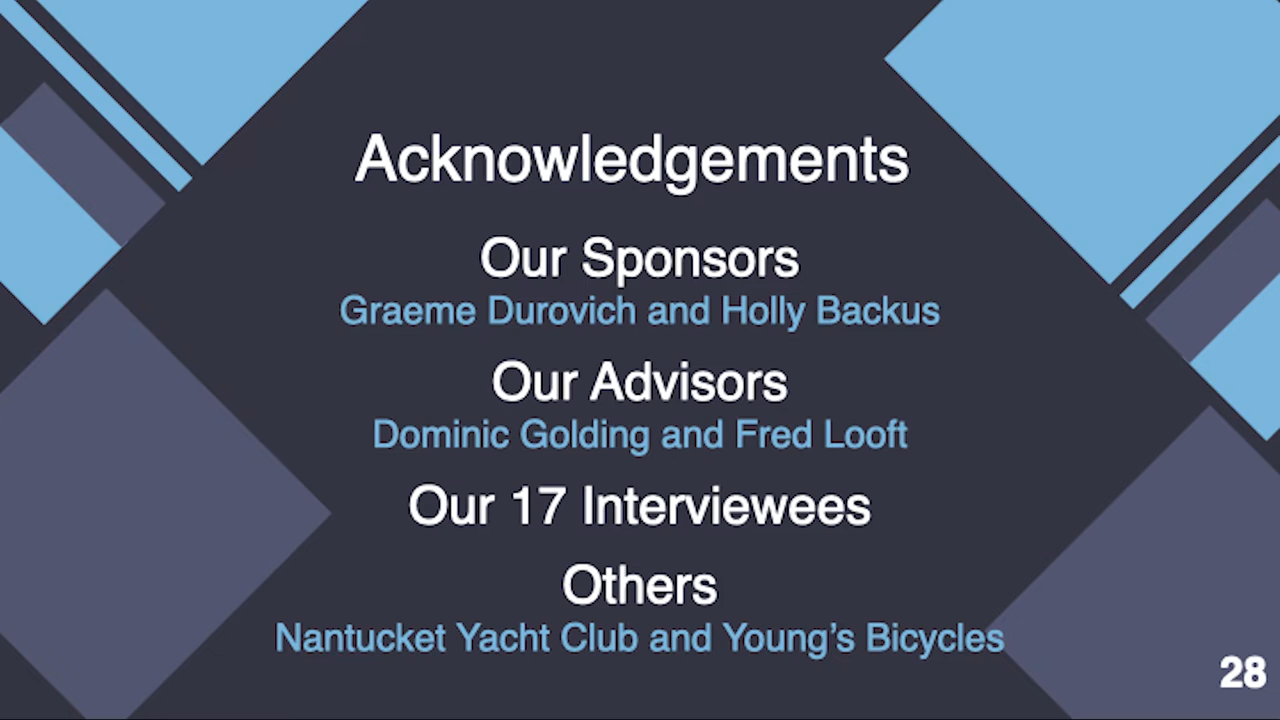 Acknowledgements
Our Sponsors
Graeme Durovich and Holly Backus
Our Advisors
Dominic Golding and Fred Looft
Our 17 Interviewees
Others
Nantucket Yacht Club and Young’s Bicycles
28